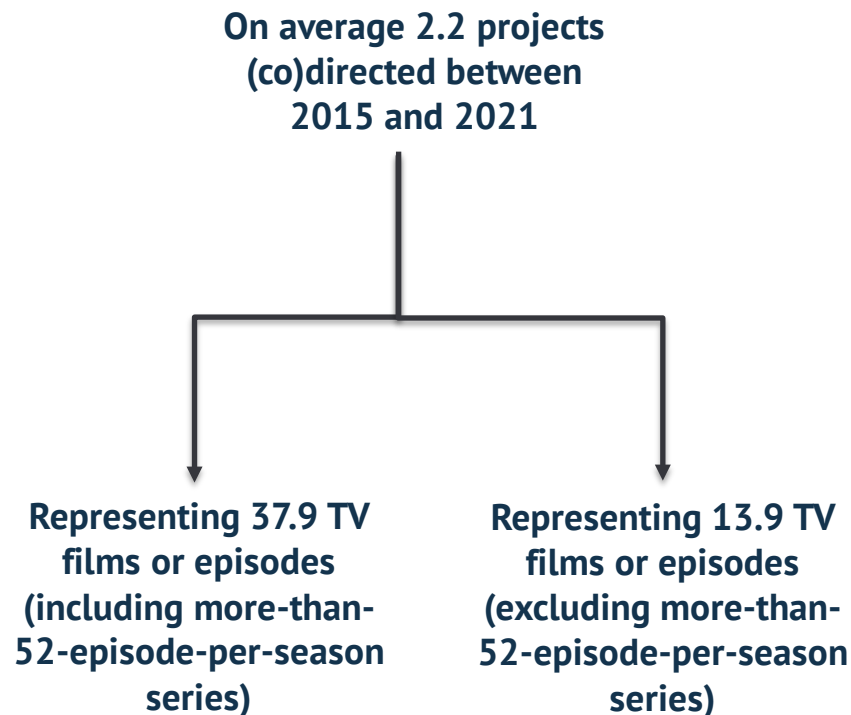 On average 2.2 projects
(co)directed between
2015 and 2021
Representing 37.9 TV
films or episodes
(including more-than-
52-episode-per-season
series)
Representing 13.9 TV
films or episodes
(excluding more-than-
52-episode-per-season
series)